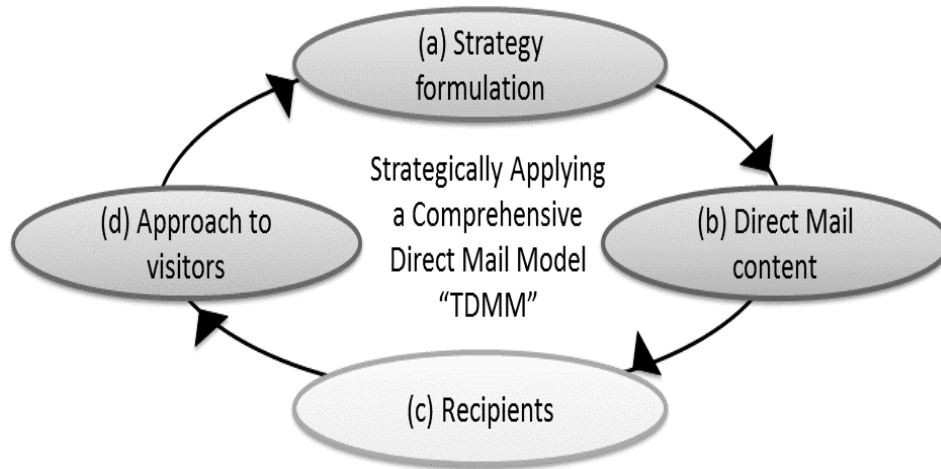 (a) Strategy
formulation
Strategically Applying
a Comprehensive
Direct Mail Model
“TDMM”
(b) Direct Mail
content
(c) Recipients
(d) Approach to
visitors